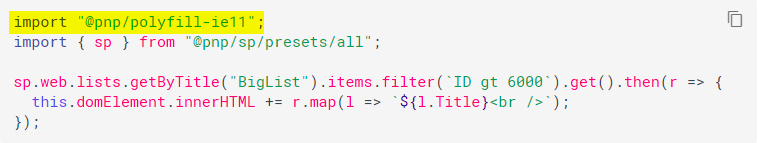 import "@pnp/polyfill-ie11";
import { sp } from "@pnp/sp/presets/all";
sp.web.lists.getByTitle("BigList").items.filter(`ID gt 6000`).get().then(r => {
  this.domElement.innerHTML += r.map(l => `${l.Title}<br />`);
});